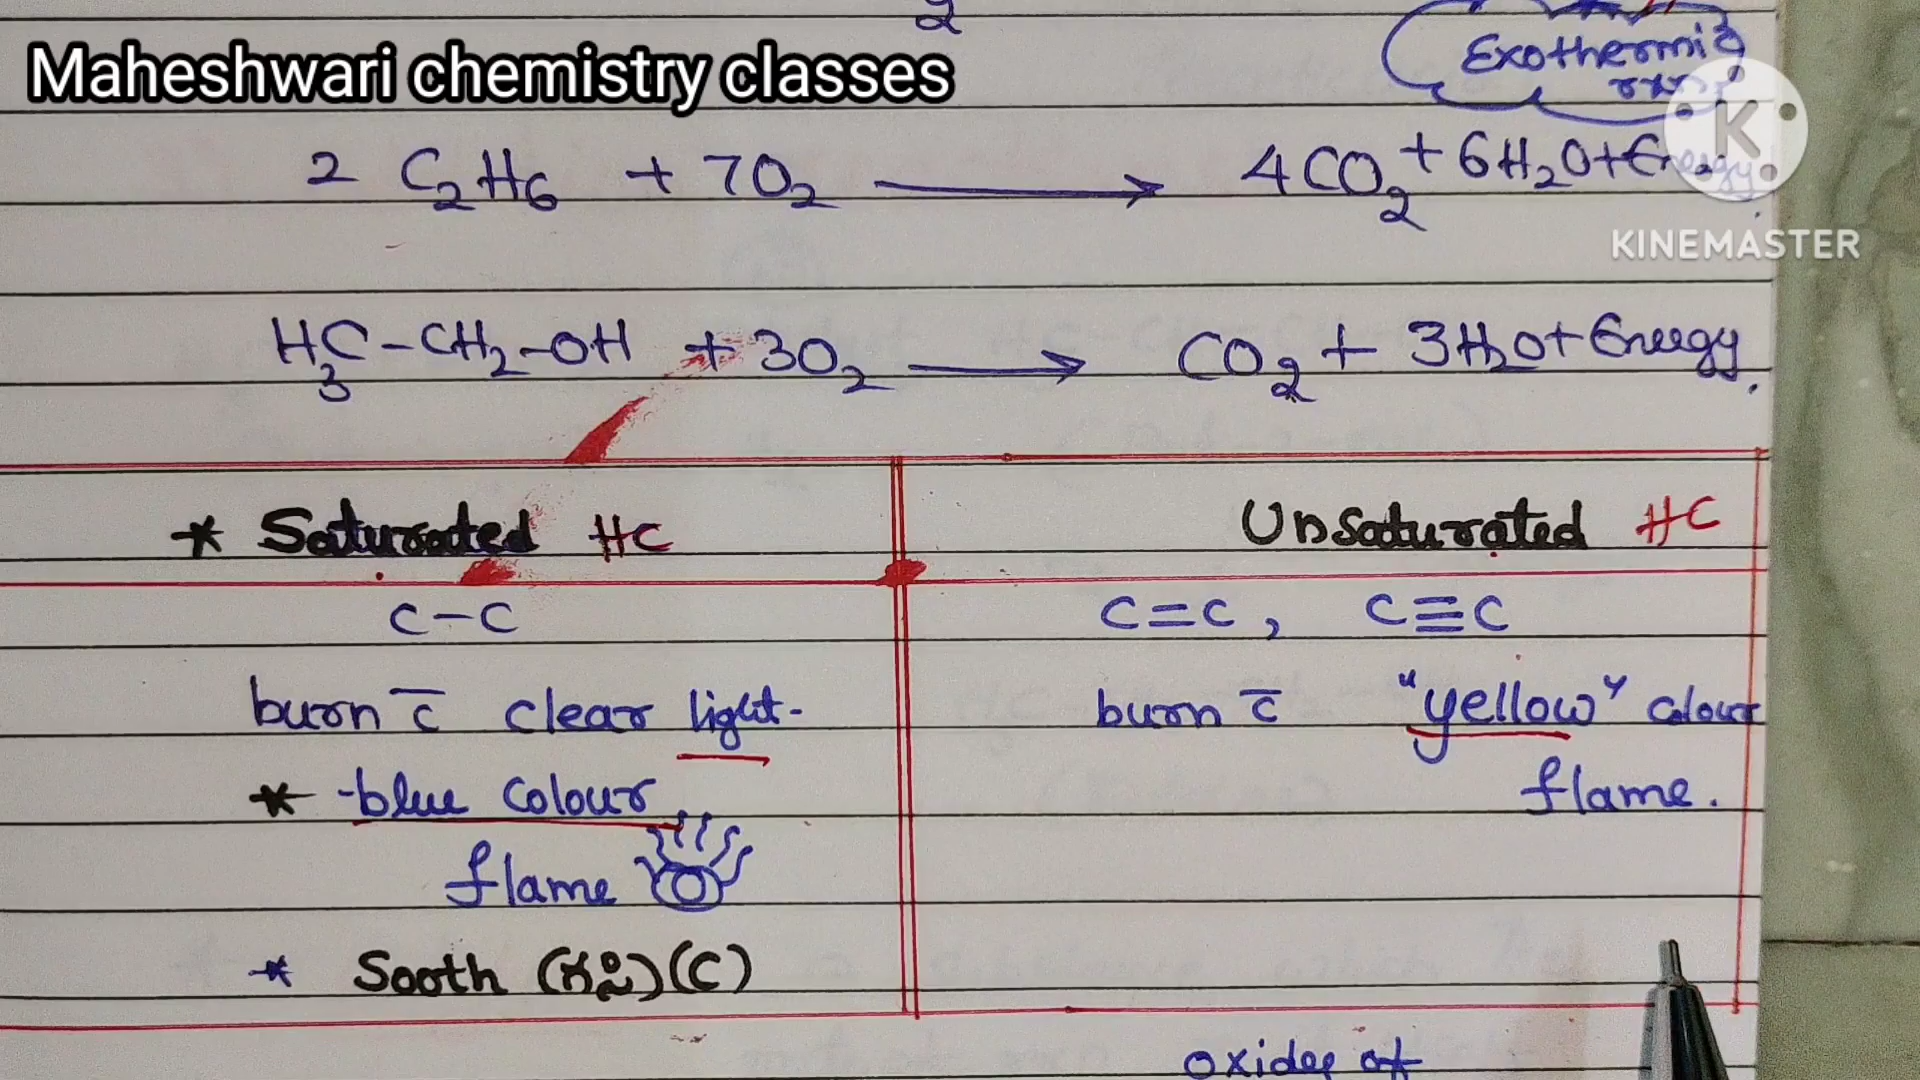 2
Exothermic
rxn.
Maheshwari chemistry classes
2 C2H6 + 7O2 ⟶ 4CO2 + 6H2O + Energy.
K
KINEMASTER
H3C-CH2-OH + 3O2 ⟶ CO2 + 3H2O + Energy.
* Saturated HC
Unsaturated HC
C-C
C=C, C≡C
burn c̅ clear light-
burn c̅ "yellow" colour
* -blue colour
flame.
flame
* Sooth (C)
oxides of